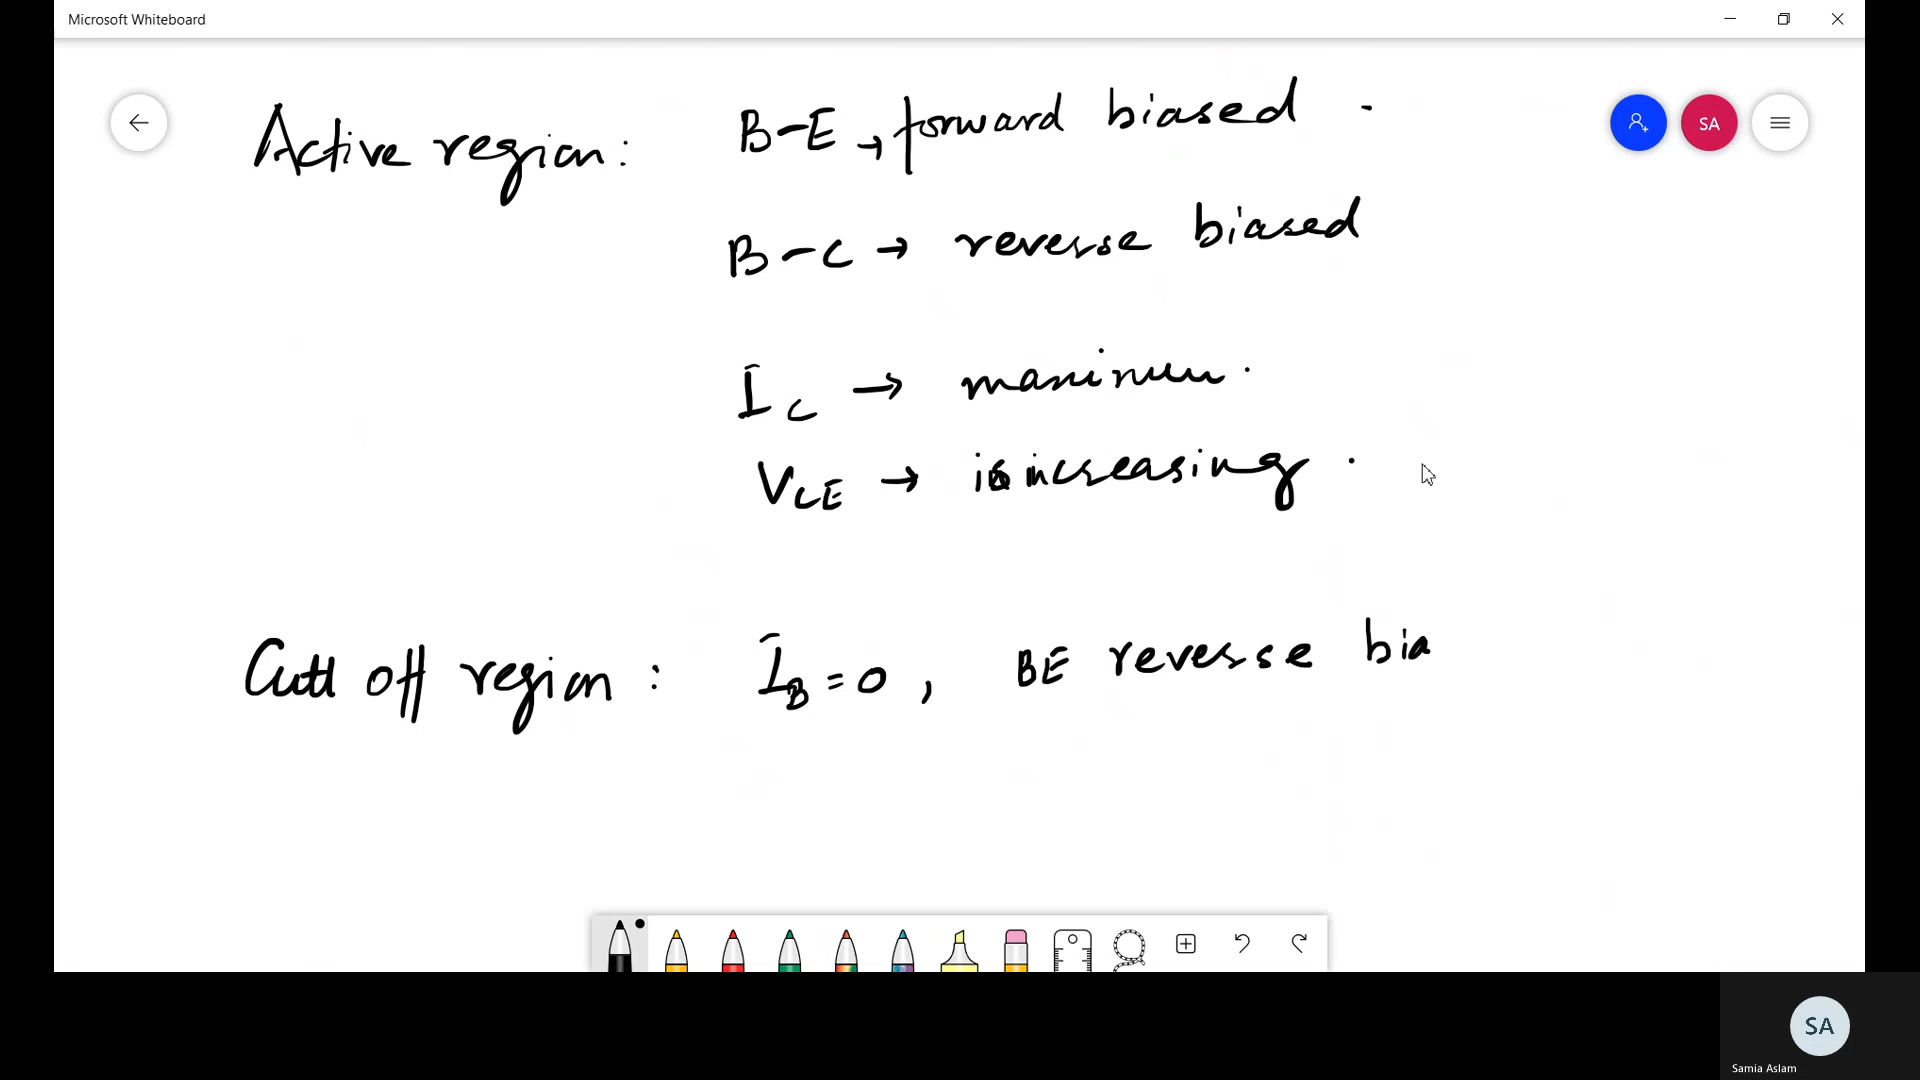 Microsoft Whiteboard
Active region: B-E → forward biased.
SA
B-C → reverse biased
I_C → maximum.
V_CE → is increasing.
Cutt off region: I_B = 0, BE reverse bia
SA
Samia Aslam